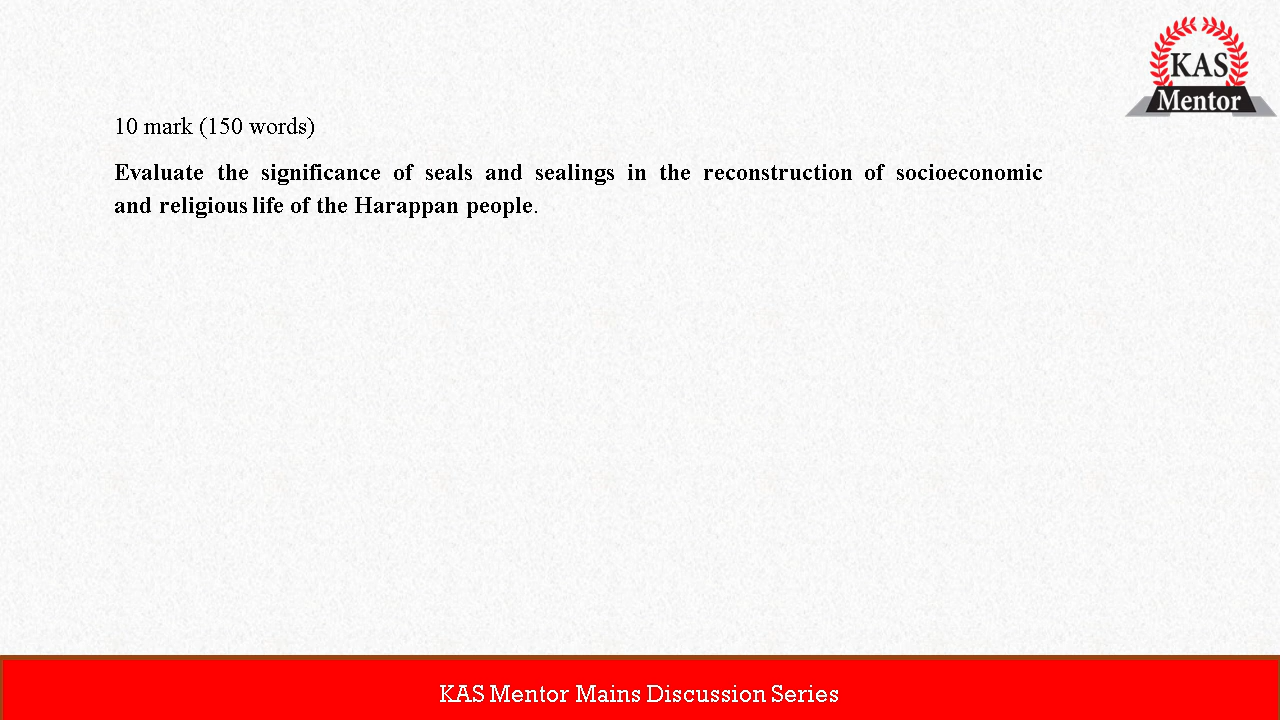 KAS
Mentor
10 mark (150 words)
Evaluate the significance of seals and sealings in the reconstruction of socioeconomic
and religious life of the Harappan people.
KAS Mentor Mains Discussion Series